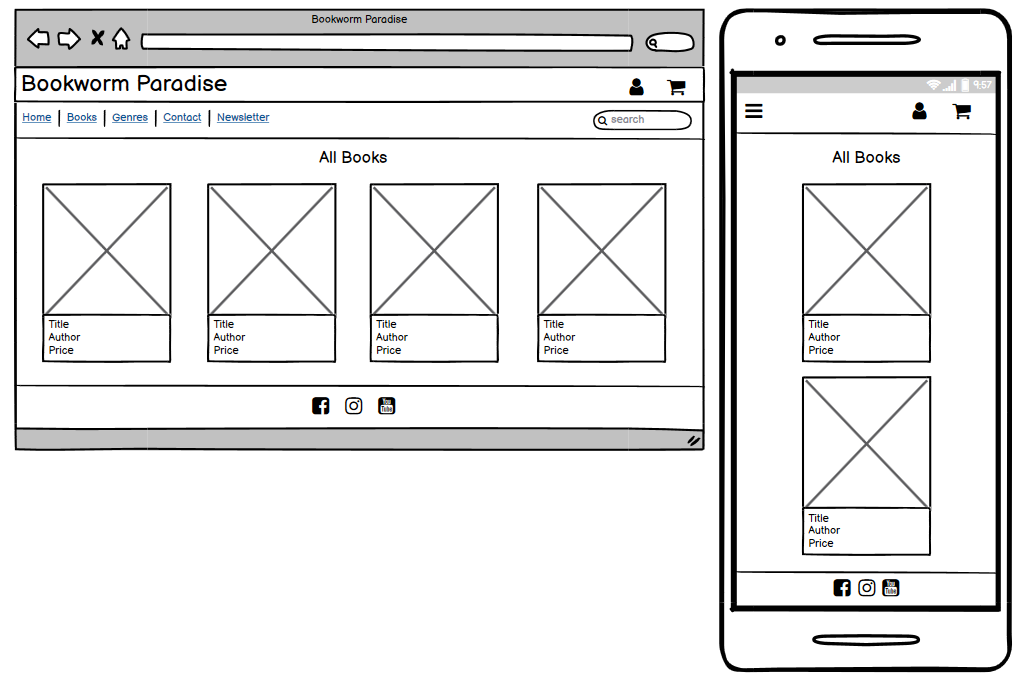 Bookworm Paradise
Bookworm Paradise
Home | Books | Genres | Contact | Newsletter
search
All Books
Title
Author
Price
Title
Author
Price
Title
Author
Price
Title
Author
Price
You Tube
9:57
All Books
Title
Author
Price
Title
Author
Price
You Tube